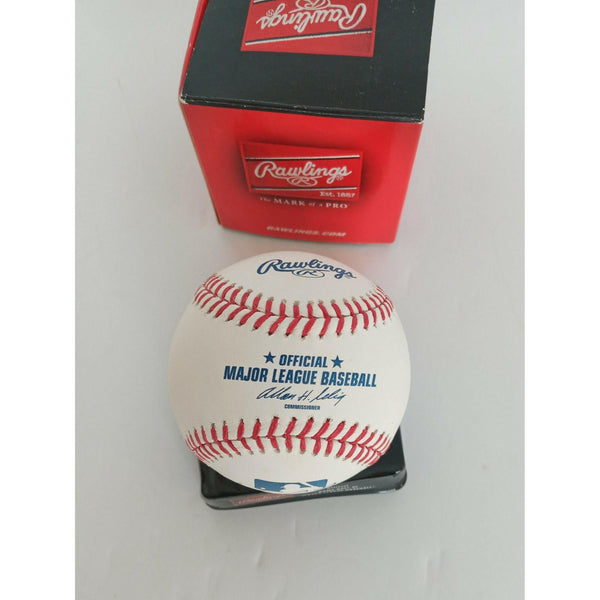 Rawlings®
Rawlings®
R
Est. 1887
The MARK of a PRO
RAWLINGS.COM
Rawlings
R
★ OFFICIAL ★
MAJOR LEAGUE BASEBALL
Allan H. Selig
COMMISSIONER